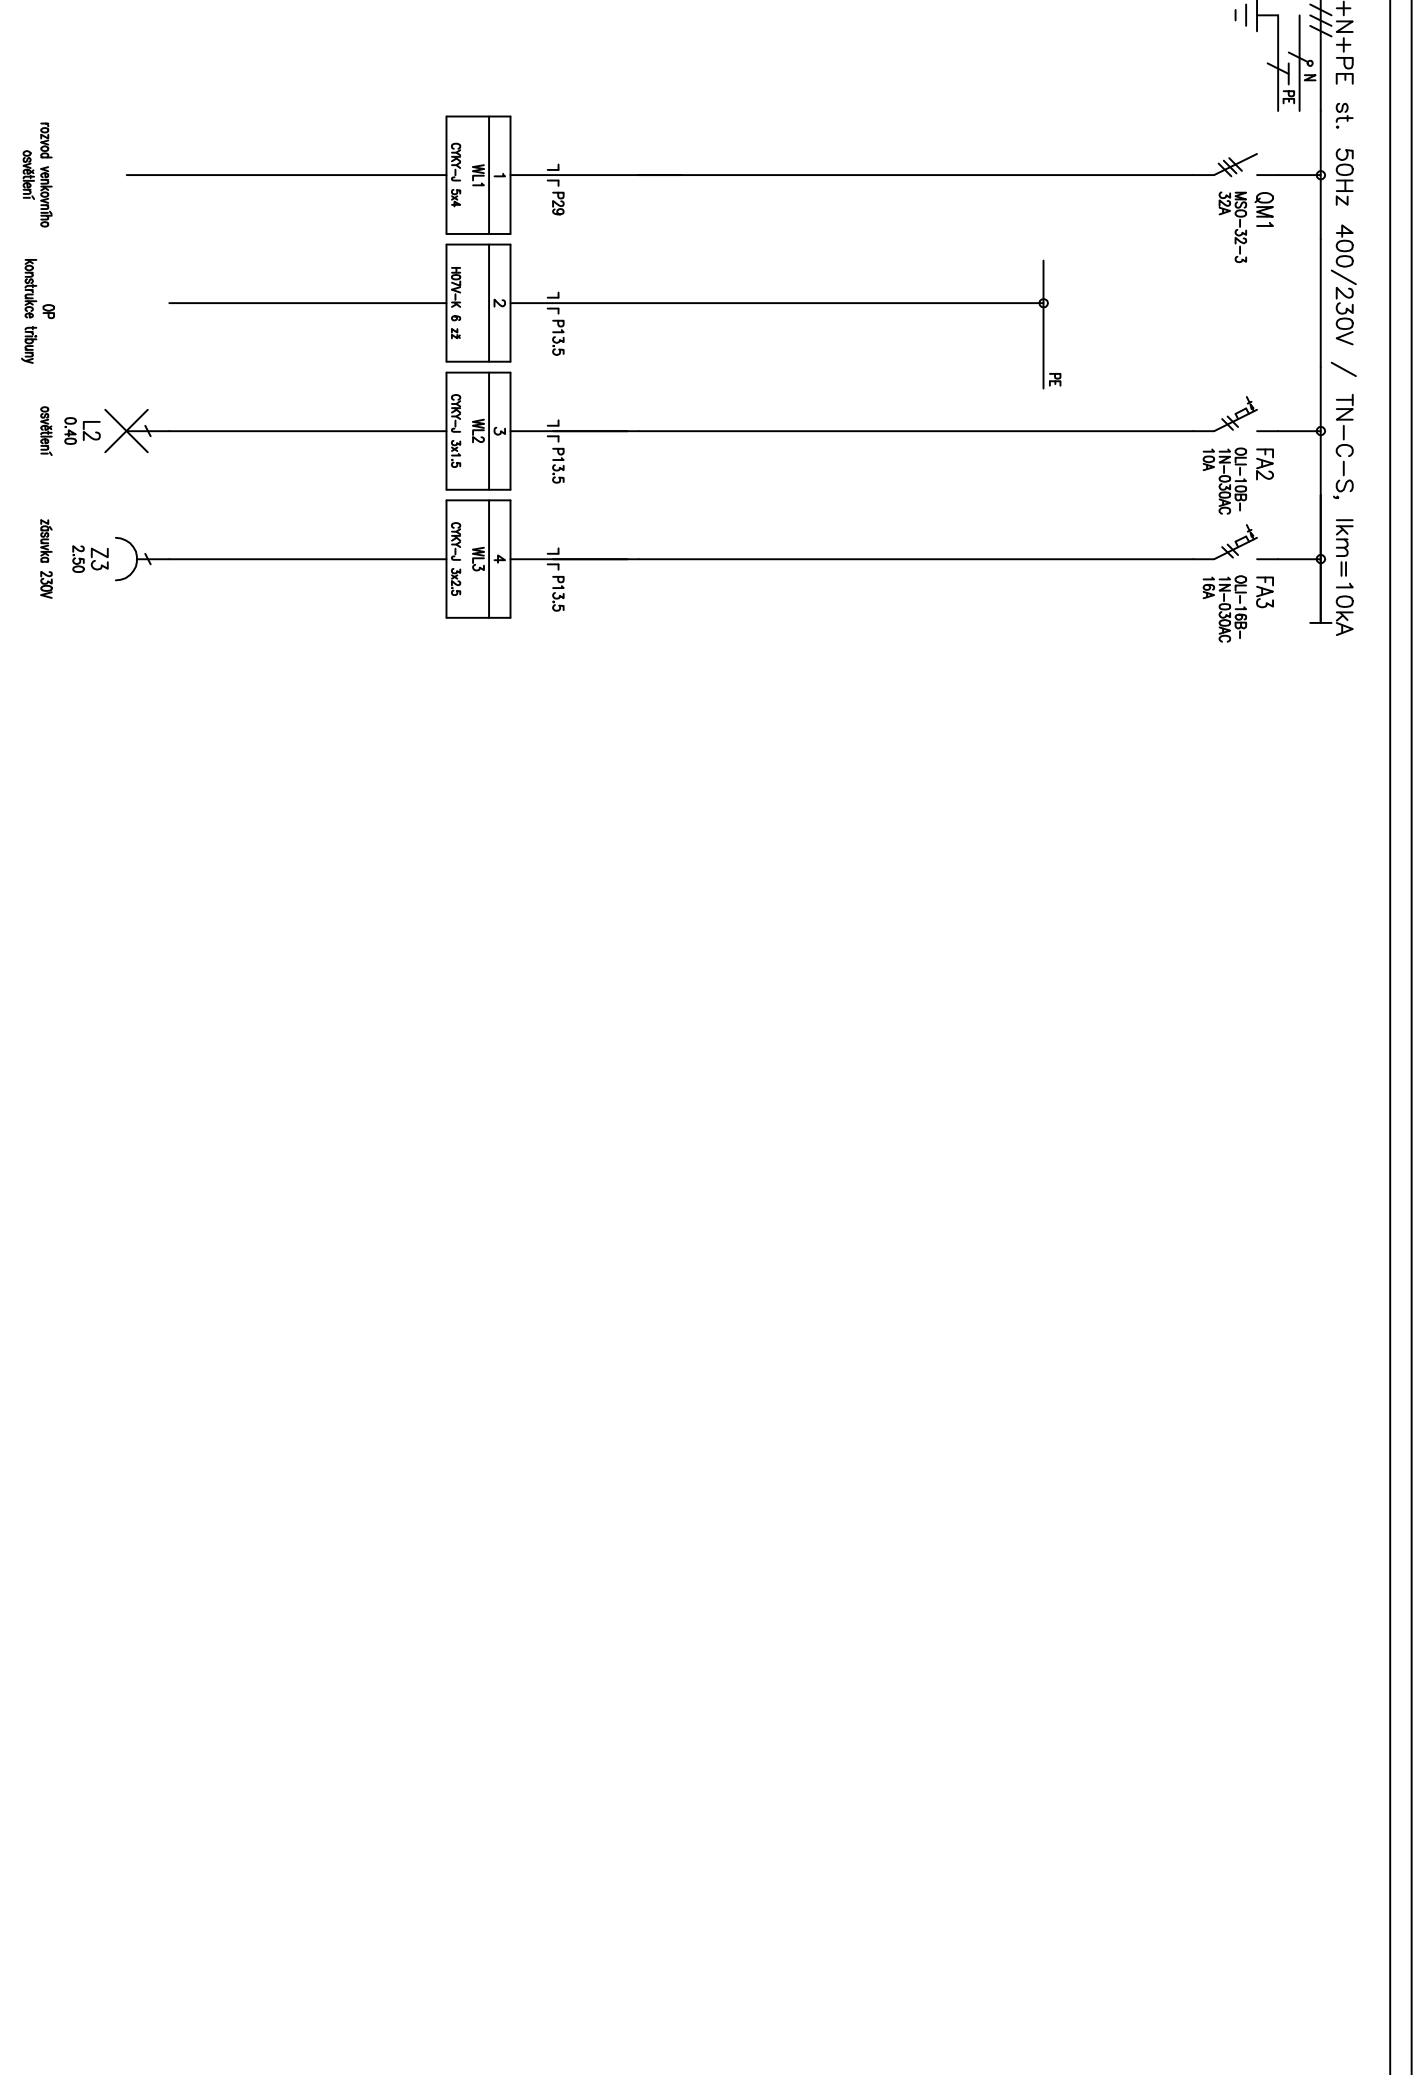 +N+PE st. 50Hz 400/230V / TN-C-S, Ikm=10kA
N
PE
QM1
MSO-32-3
32A
FA2
OLI-10B-
1N-030AC
10A
FA3
OLI-16B-
1N-030AC
16A
PE
P29
P13.5
P13.5
P13.5
1
WL1
CYKY-J 5x4
2
H07V-K 6 zž
3
WL2
CYKY-J 3x1.5
4
WL3
CYKY-J 3x2.5
L2
0.40
Z3
2.50
rozvod venkovního
osvětlení
OP
konstrukce tribuny
osvětlení
zásuvka 230V